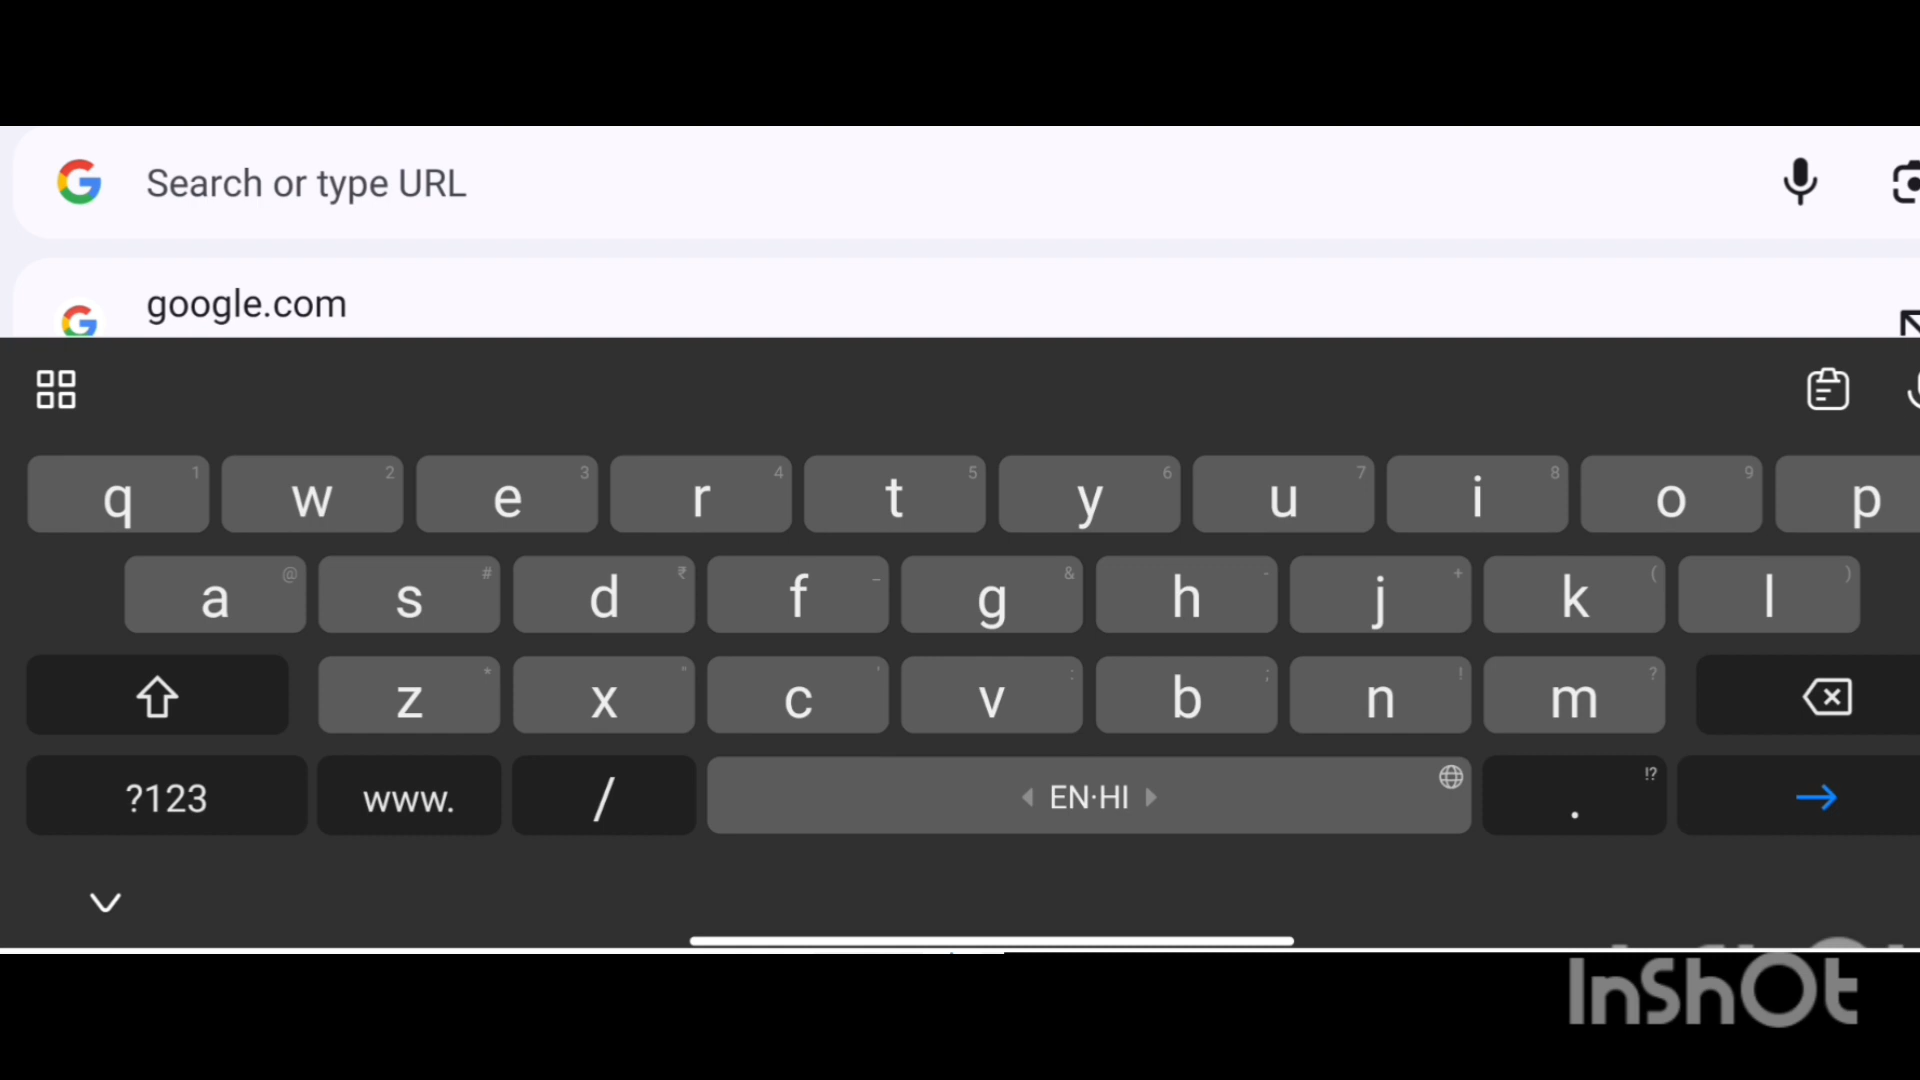 Search or type URL
google.com
q 1 w 2 e 3 r 4 t 5 y 6 u 7 i 8 o 9 p
a @ s # d ₹ f _ g & h - j + k ( l )
z * x " c ' v : b ; n ! m ?
?123 www. / EN·HI . !?
InShOt